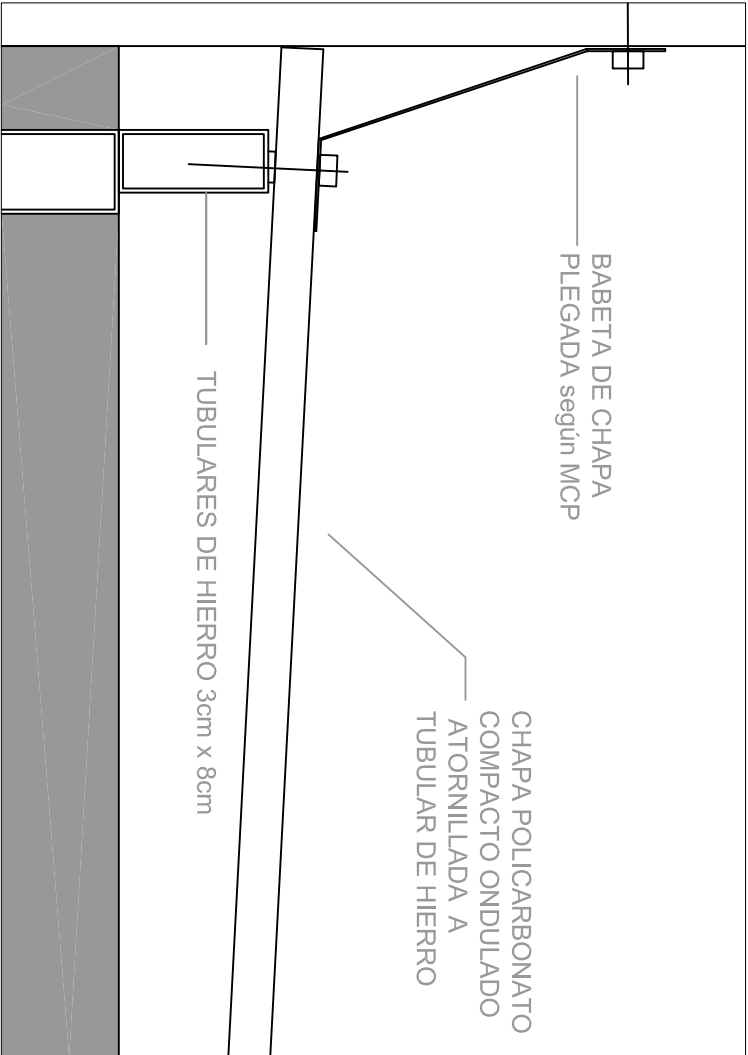 BABETA DE CHAPA
PLEGADA según MCP
CHAPA POLICARBONATO
COMPACTO ONDULADO
ATORNILLADA A
TUBULAR DE HIERRO
TUBULARES DE HIERRO 3cm x 8cm